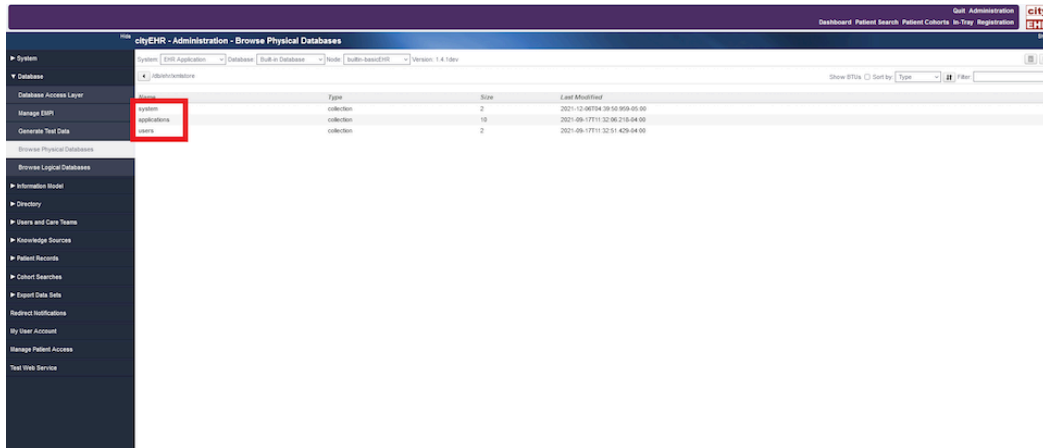 Quit Administration
Dashboard Patient Search Patient Cohorts In-Tray Registration
Hide
cityEHR - Administration - Browse Physical Databases
System: EHR Application Database: Built-in Database Node: builtin-basicEHR Version: 1.4.1dev
/db/ehr/xmlstore
Show BTUs Sort by: Type Filter:
Name Type Size Last Modified
system collection 2 2021-12-06T04:39:50.959-05:00
applications collection 10 2021-09-17T11:32:06.218-04:00
users collection 2 2021-09-17T11:32:51.429-04:00
System
Database
Database Access Layer
Manage EMPI
Generate Test Data
Browse Physical Databases
Browse Logical Databases
Information Model
Directory
Users and Care Teams
Knowledge Sources
Patient Records
Cohort Searches
Export Data Sets
Redirect Notifications
My User Account
Manage Patient Access
Test Web Service